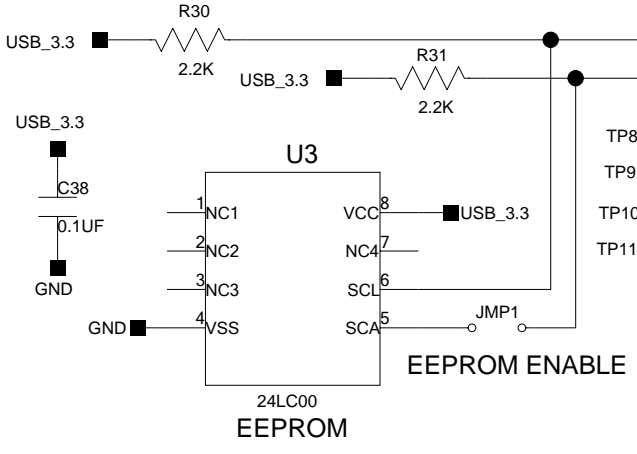 R30
USB_3.3
2.2K
R31
USB_3.3
2.2K
USB_3.3
C38
0.1UF
GND
TP8
TP9
TP10
TP11
U3
1 NC1
2 NC2
3 NC3
GND 4 VSS
VCC 8 USB_3.3
NC4 7
SCL 6
SCA 5
JMP1
EEPROM ENABLE
24LC00
EEPROM